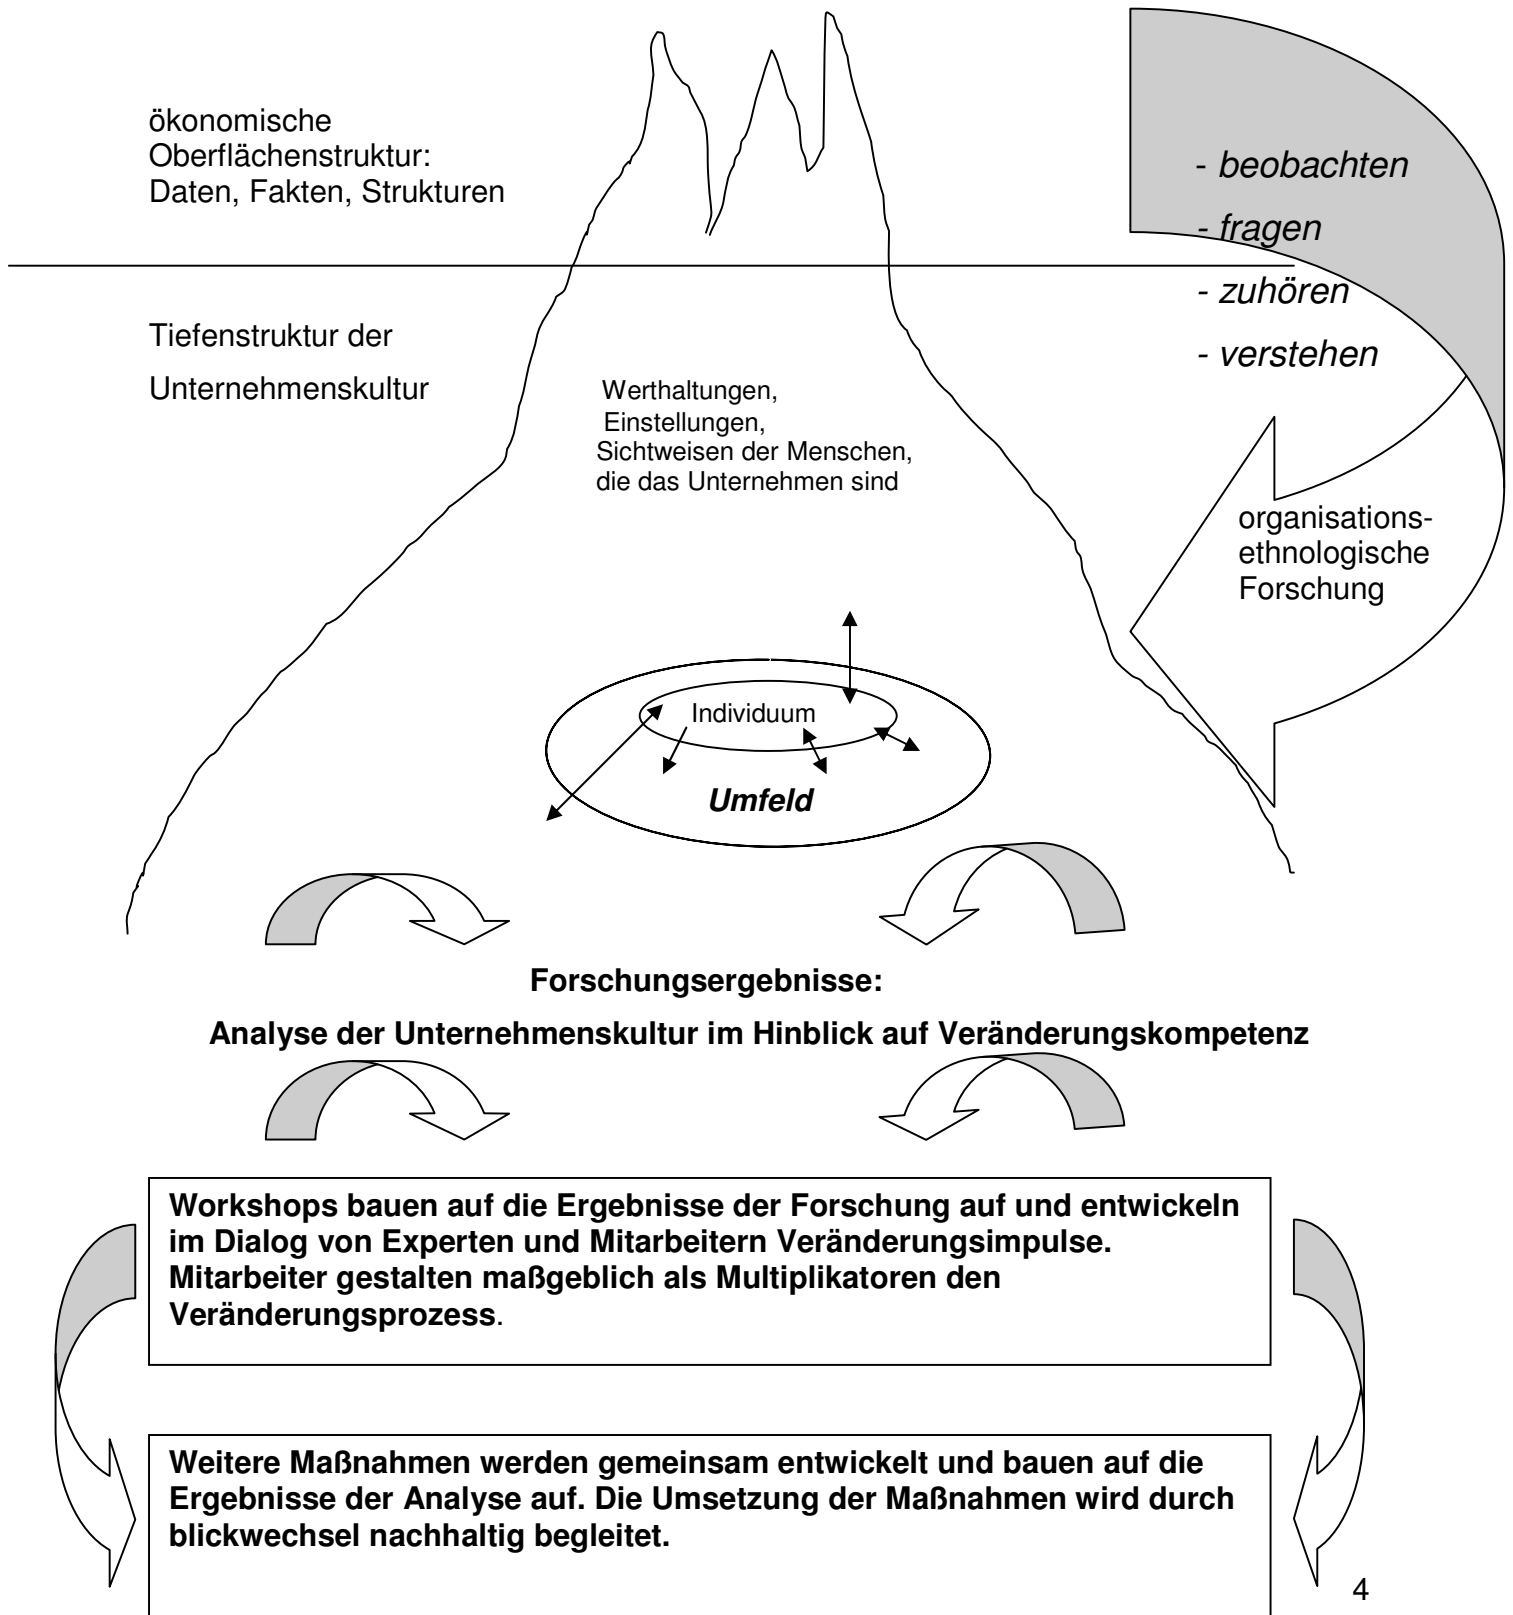 ökonomische
Oberflächenstruktur:
Daten, Fakten, Strukturen
- beobachten
- fragen
- zuhören
- verstehen
Tiefenstruktur der
Unternehmenskultur
Werthaltungen,
Einstellungen,
Sichtweisen der Menschen,
die das Unternehmen sind
organisations-
ethnologische
Forschung
Individuum
Umfeld
Forschungsergebnisse:
Analyse der Unternehmenskultur im Hinblick auf Veränderungskompetenz
Workshops bauen auf die Ergebnisse der Forschung auf und entwickeln
im Dialog von Experten und Mitarbeitern Veränderungsimpulse.
Mitarbeiter gestalten maßgeblich als Multiplikatoren den
Veränderungsprozess.
Weitere Maßnahmen werden gemeinsam entwickelt und bauen auf die
Ergebnisse der Analyse auf. Die Umsetzung der Maßnahmen wird durch
blickwechsel nachhaltig begleitet.
4